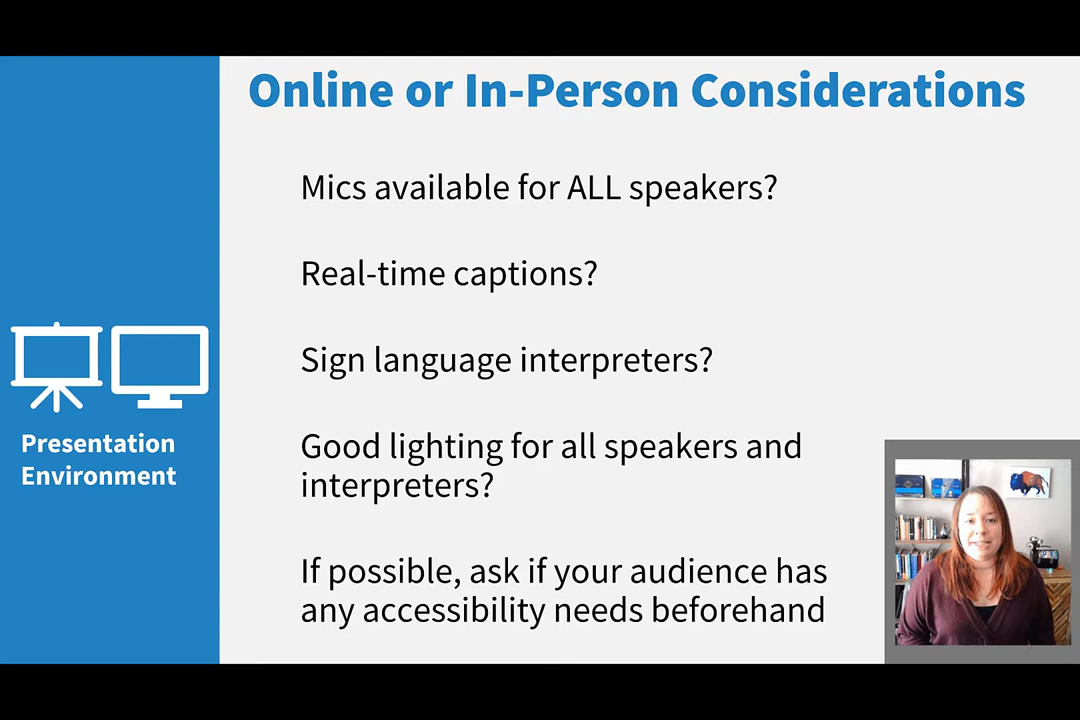 Online or In-Person Considerations
Mics available for ALL speakers?
Real-time captions?
Sign language interpreters?
Good lighting for all speakers and
interpreters?
If possible, ask if your audience has
any accessibility needs beforehand
Presentation
Environment